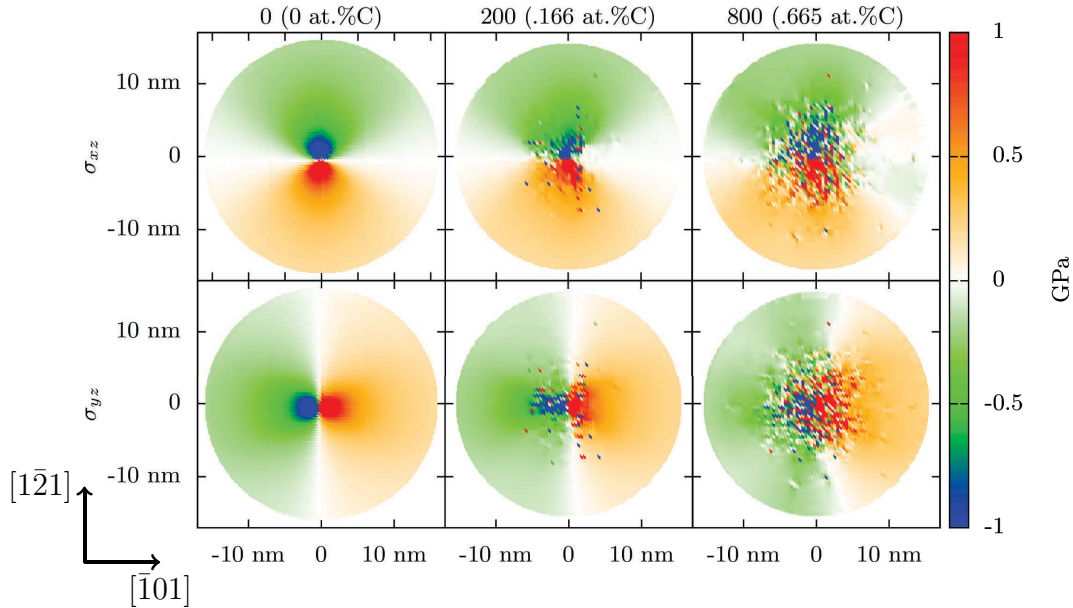 0 (0 at.%C) 200 (.166 at.%C) 800 (.665 at.%C)
1
10 nm
σxz 0
0.5
-10 nm
0
GPa
10 nm
σyz 0
-0.5
-10 nm
[12̄1]
-1
-10 nm 0 10 nm -10 nm 0 10 nm -10 nm 0 10 nm
[1̄01]